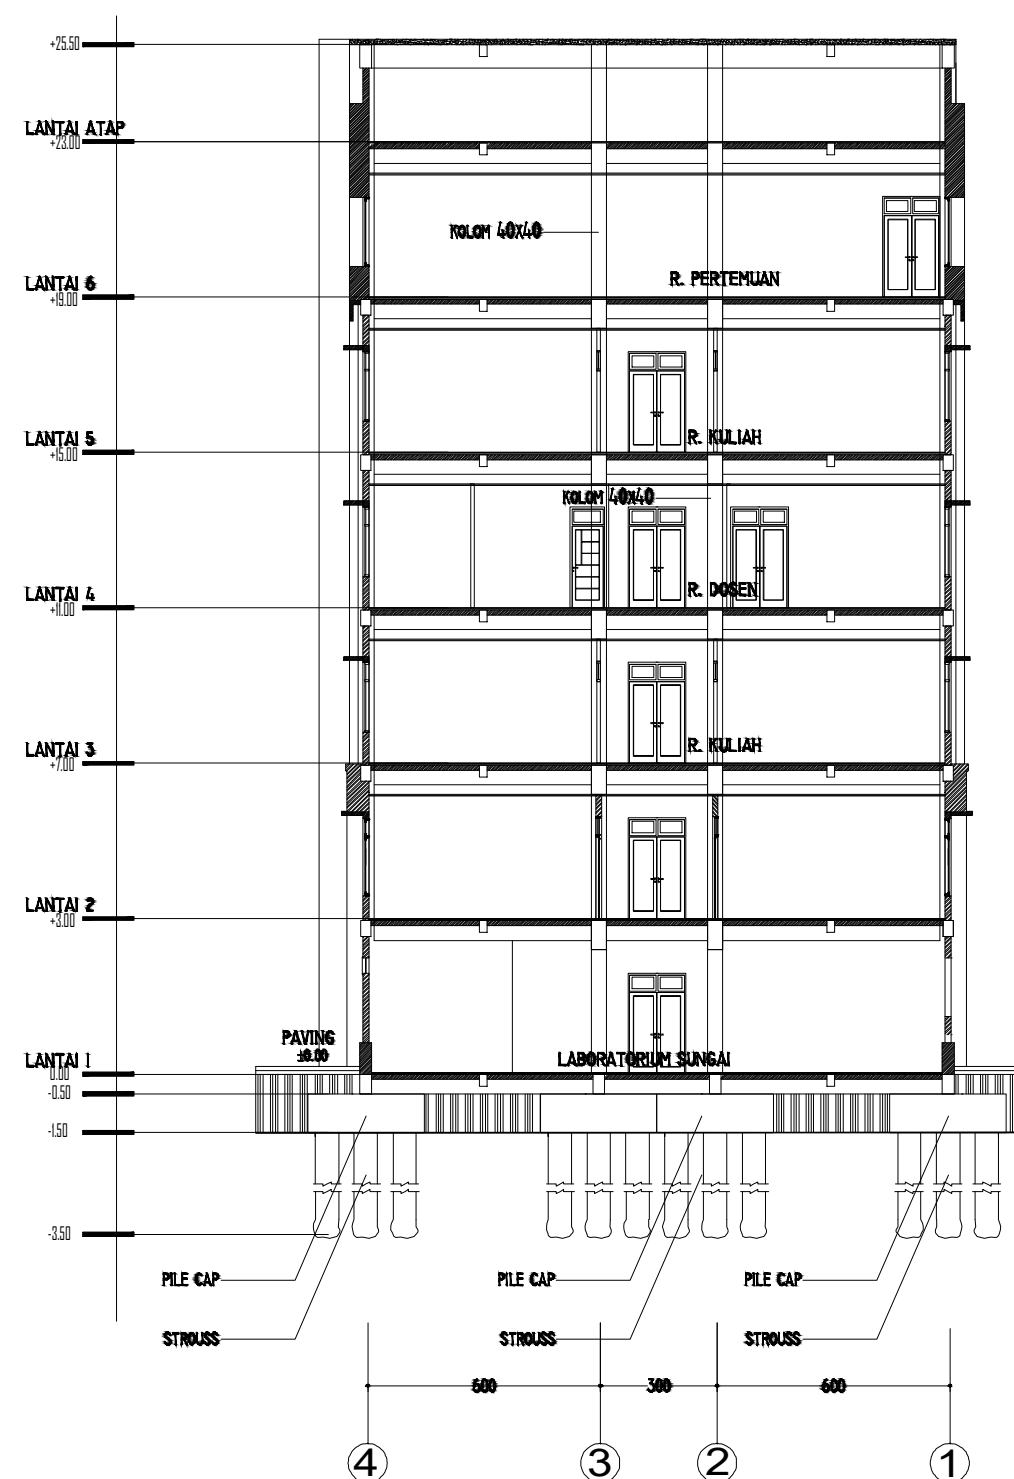 +25.50
LANTAI ATAP
+23.00
KOLOM 40X40
R. PERTEMUAN
LANTAI 6
+19.00
R. KULIAH
LANTAI 5
+15.00
KOLOM 40X40
R. DOSEN
LANTAI 4
+11.00
R. KULIAH
LANTAI 3
+7.00
LANTAI 2
+3.00
PAVING
±0.00
LANTAI 1
0.00
LABORATORIUM SUNGAI
-0.50
-1.50
-3.50
PILE CAP PILE CAP PILE CAP
STROUSS STROUSS STROUSS
600 300 600
4 3 2 1